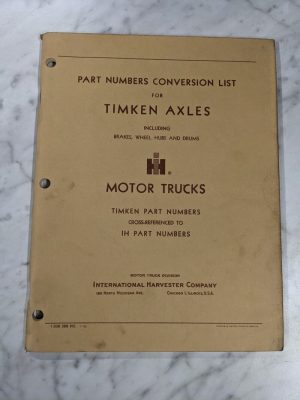 PART NUMBERS CONVERSION LIST
FOR
TIMKEN AXLES
INCLUDING
BRAKES, WHEEL HUBS AND DRUMS
IH
MOTOR TRUCKS
TIMKEN PART NUMBERS
CROSS-REFERENCED TO
IH PART NUMBERS
MOTOR TRUCK DIVISION
INTERNATIONAL HARVESTER COMPANY
180 NORTH MICHIGAN AVE. CHICAGO 1, ILLINOIS, U.S.A.